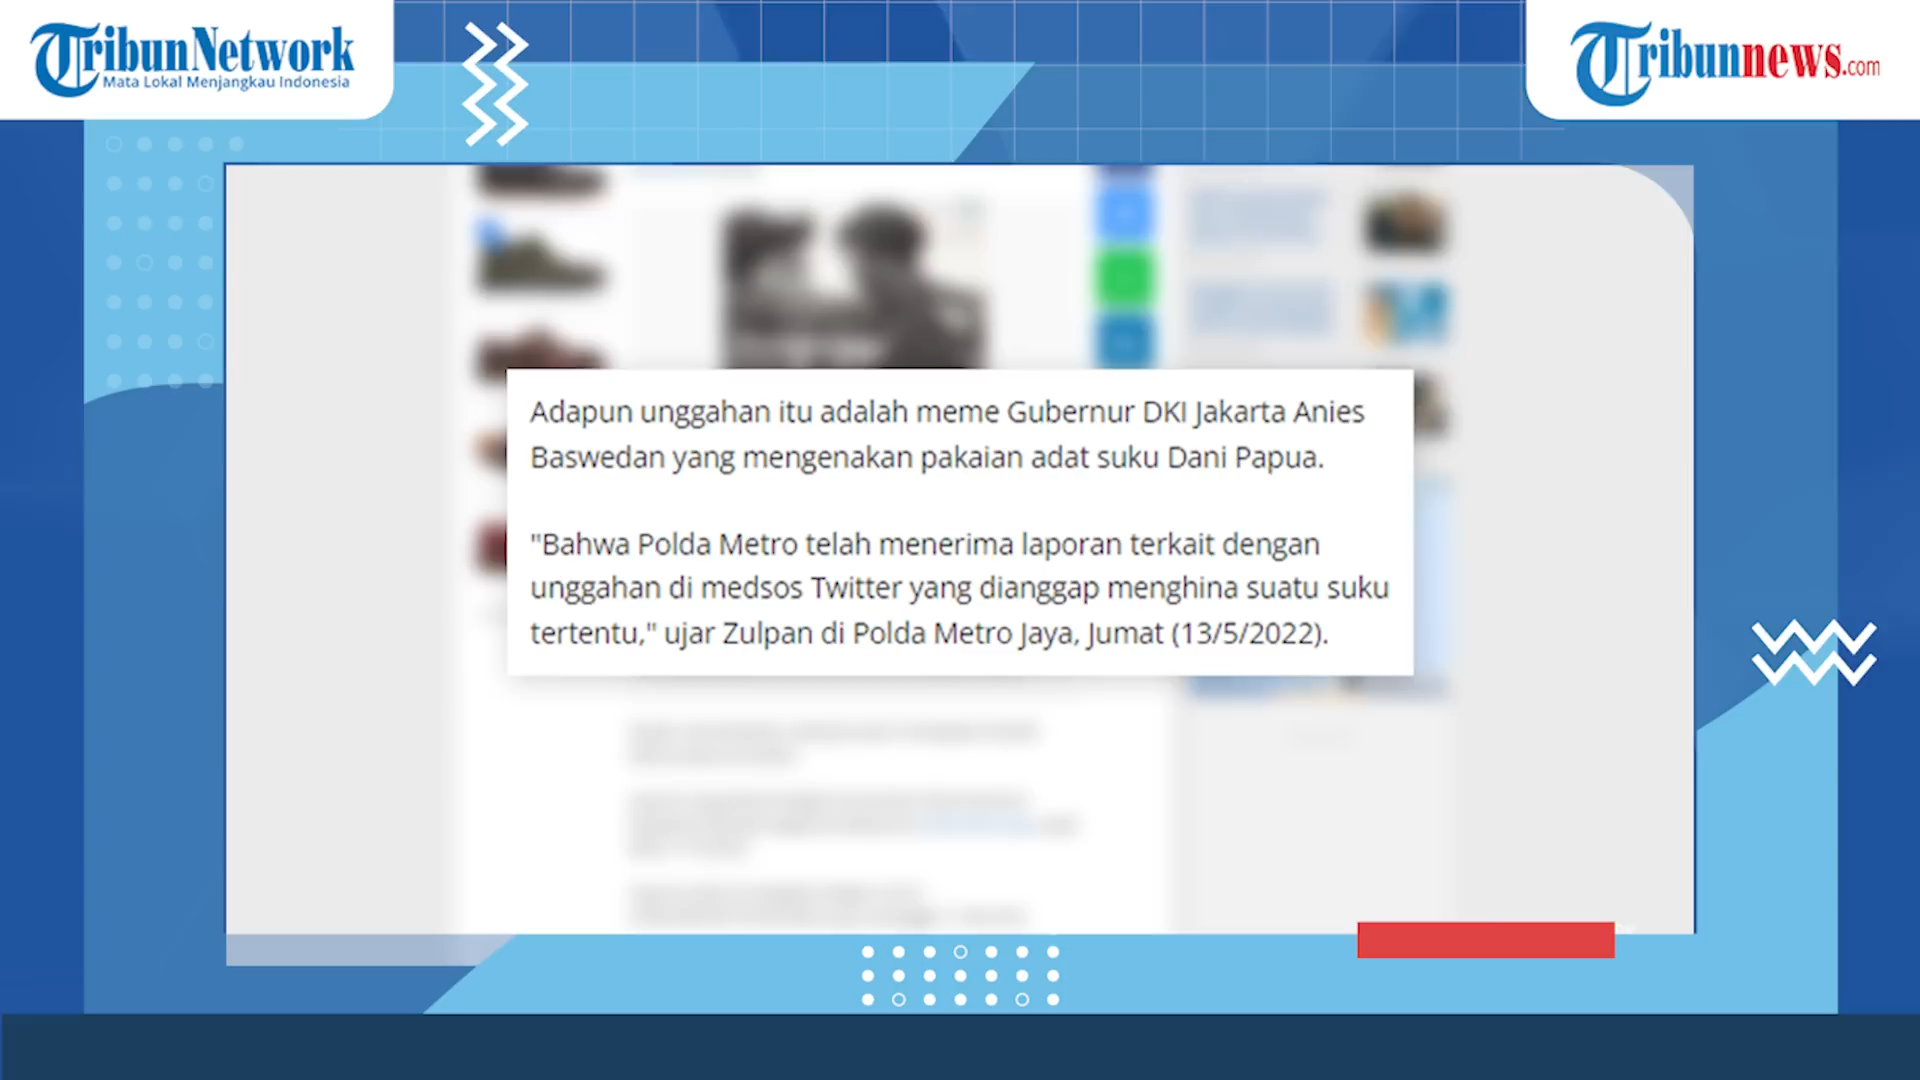 Tribun Network
Mata Lokal Menjangkau Indonesia
Tribunnews.com
Adapun unggahan itu adalah meme Gubernur DKI Jakarta Anies
Baswedan yang mengenakan pakaian adat suku Dani Papua.
"Bahwa Polda Metro telah menerima laporan terkait dengan
unggahan di medsos Twitter yang dianggap menghina suatu suku
tertentu," ujar Zulpan di Polda Metro Jaya, Jumat (13/5/2022).